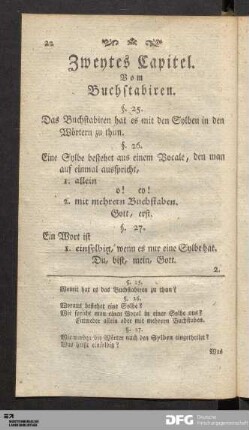 22
Zweytes Capitel.
Vom
Buchstabiren.
§. 25.
Das Buchstabiren hat es mit den Sylben in den
Wörtern zu thun.
§. 26.
Eine Sylbe bestehet aus einem Vocale, den man
auf einmal ausspricht,
1. allein
o! ey!
2. mit mehrern Buchstaben.
Gott, erst.
§. 27.
Ein Wort ist
1. einsylbig, wenn es nur eine Sylbe hat.
Du, bist, mein, Gott.
2.
§. 25.
Womit hat es das Buchstabiren zu thun?
§. 26.
Woraus bestehet eine Sylbe?
Wie spricht man einen Vocal in einer Sylbe aus?
Entweder allein oder mit mehrern Buchstaben.
§. 27.
Wie werden die Wörter nach den Sylben eingetheilet?
Was heißt einsylbig?
Was
DFG
Deutsche
Forschungsgemeinschaft